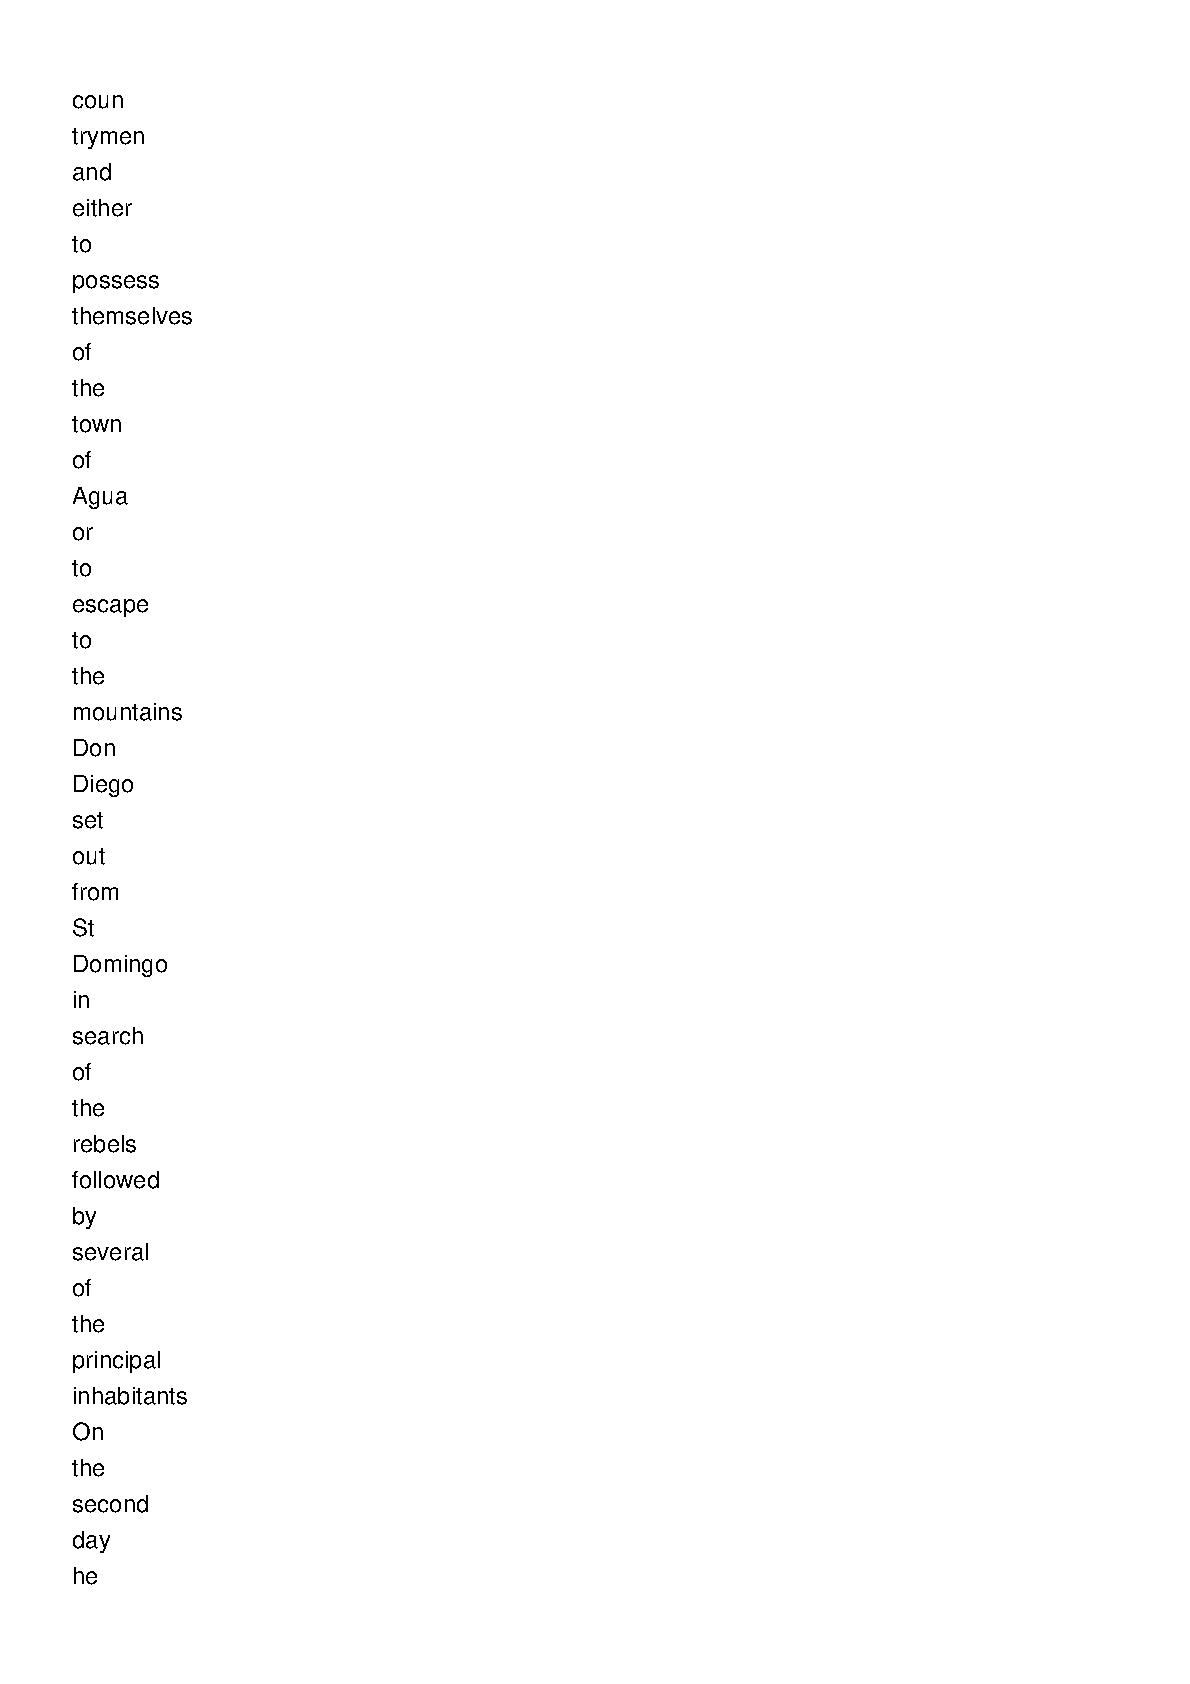 coun
trymen
and
either
to
possess
themselves
of
the
town
of
Agua
or
to
escape
to
the
mountains
Don
Diego
set
out
from
St
Domingo
in
search
of
the
rebels
followed
by
several
of
the
principal
inhabitants
On
the
second
day
he